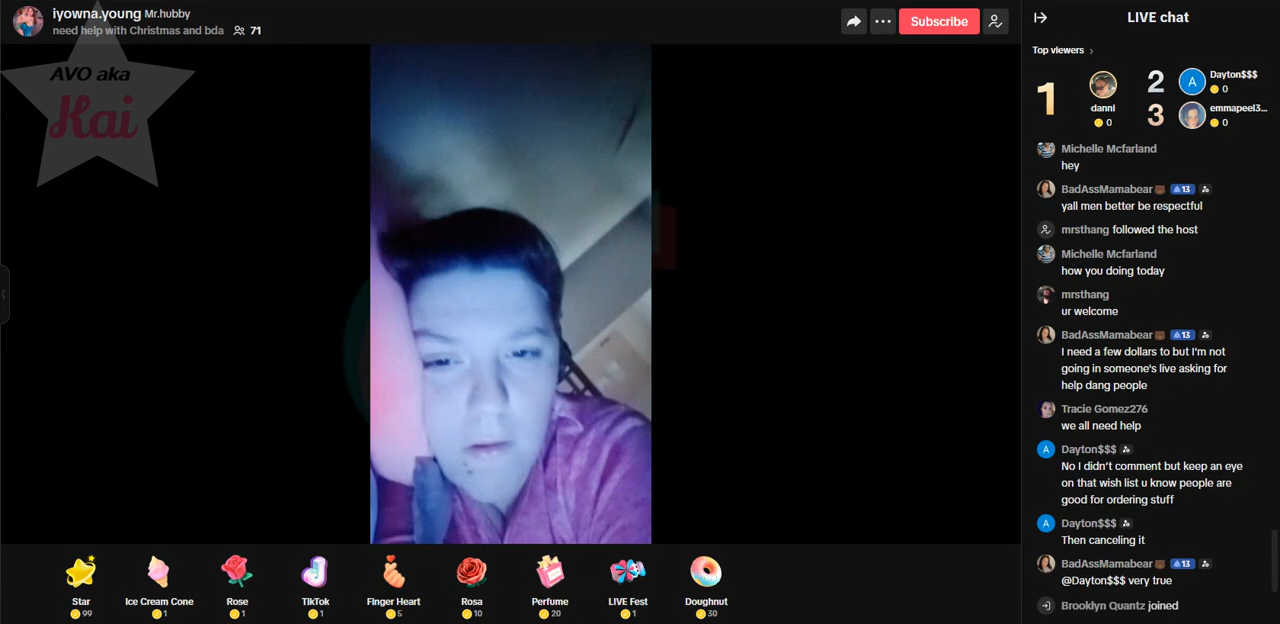 iyowna.young Mr.hubby
need help with Christmas and bda 71
Subscribe
AVO aka
Kai
LIVE chat
Top viewers
1
danni
0
2
A
Dayton$$$
0
3
emmapeel3...
0
Michelle Mcfarland
hey
BadAssMamabear 13
yall men better be respectful
mrsthang followed the host
Michelle Mcfarland
how you doing today
mrsthang
ur welcome
BadAssMamabear 13
I need a few dollars to but I'm not
going in someone's live asking for
help dang people
Tracie Gomez276
we all need help
A Dayton$$$
No I didn't comment but keep an eye
on that wish list u know people are
good for ordering stuff
A Dayton$$$
Then canceling it
BadAssMamabear 13
@Dayton$$$ very true
Brooklyn Quantz joined
Star
99
Ice Cream Cone
1
Rose
1
TikTok
1
Finger Heart
5
Rosa
10
Perfume
20
LIVE Fest
1
Doughnut
30